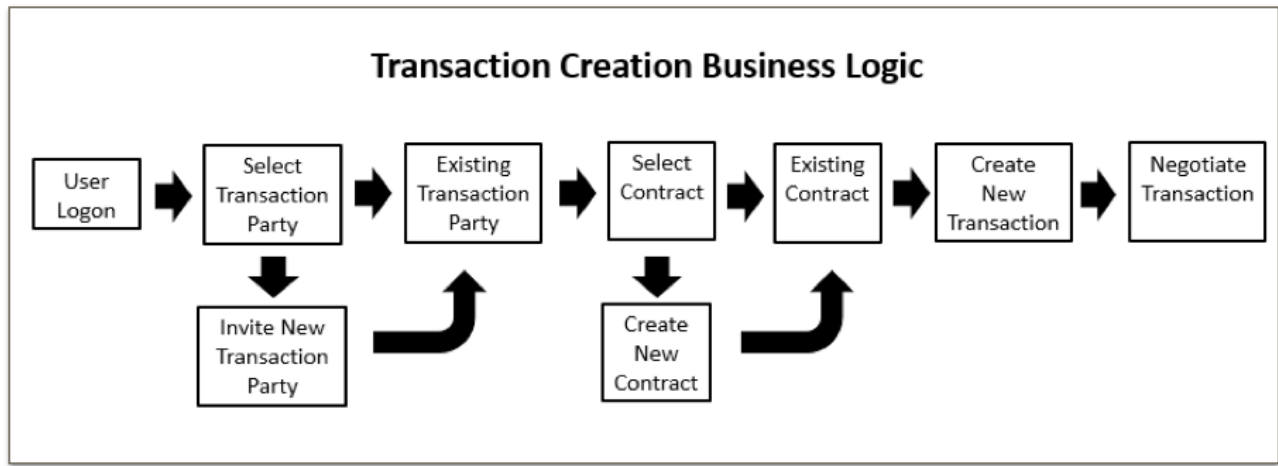 Transaction Creation Business Logic
User
Logon
Select
Transaction
Party
Existing
Transaction
Party
Select
Contract
Existing
Contract
Create
New
Transaction
Negotiate
Transaction
Invite New
Transaction
Party
Create
New
Contract